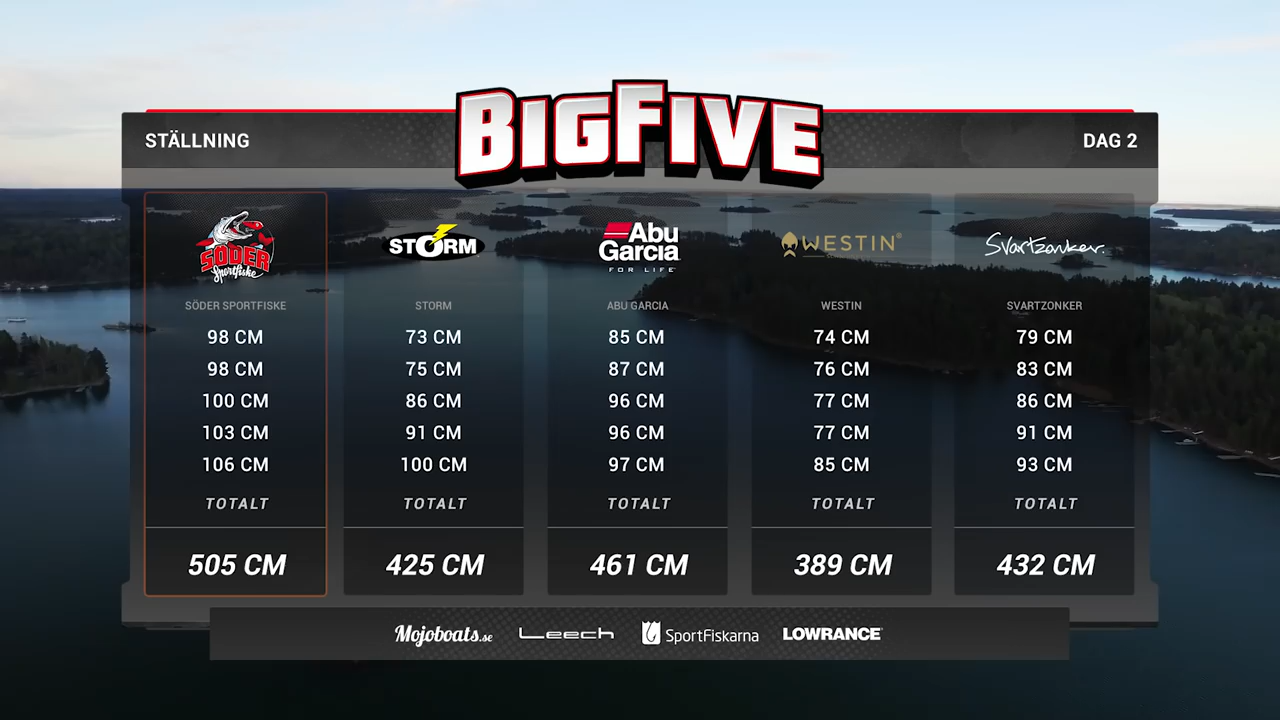 BIGFIVE
STÄLLNING
DAG 2
SÖDER
Sportfiske
STORM
Abu
Garcia
FOR LIFE
WESTIN®
Svartzonker.
SÖDER SPORTFISKE
STORM
ABU GARCIA
WESTIN
SVARTZONKER
98 CM 73 CM 85 CM 74 CM 79 CM
98 CM 75 CM 87 CM 76 CM 83 CM
100 CM 86 CM 96 CM 77 CM 86 CM
103 CM 91 CM 96 CM 77 CM 91 CM
106 CM 100 CM 97 CM 85 CM 93 CM
TOTALT TOTALT TOTALT TOTALT TOTALT
505 CM 425 CM 461 CM 389 CM 432 CM
Mojoboats.se Leech SportFiskarna LOWRANCE